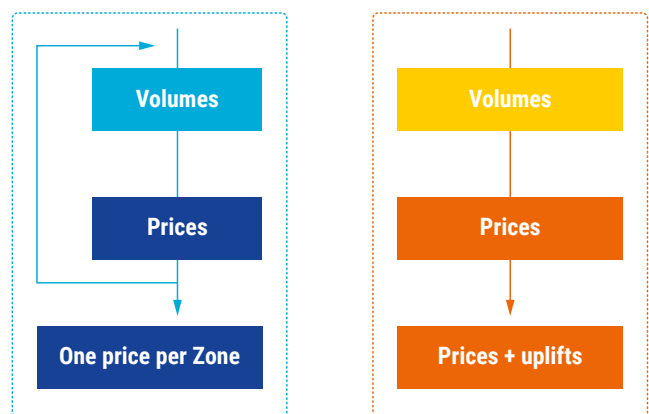 Volumes
Prices
One price per Zone
Volumes
Prices
Prices + uplifts